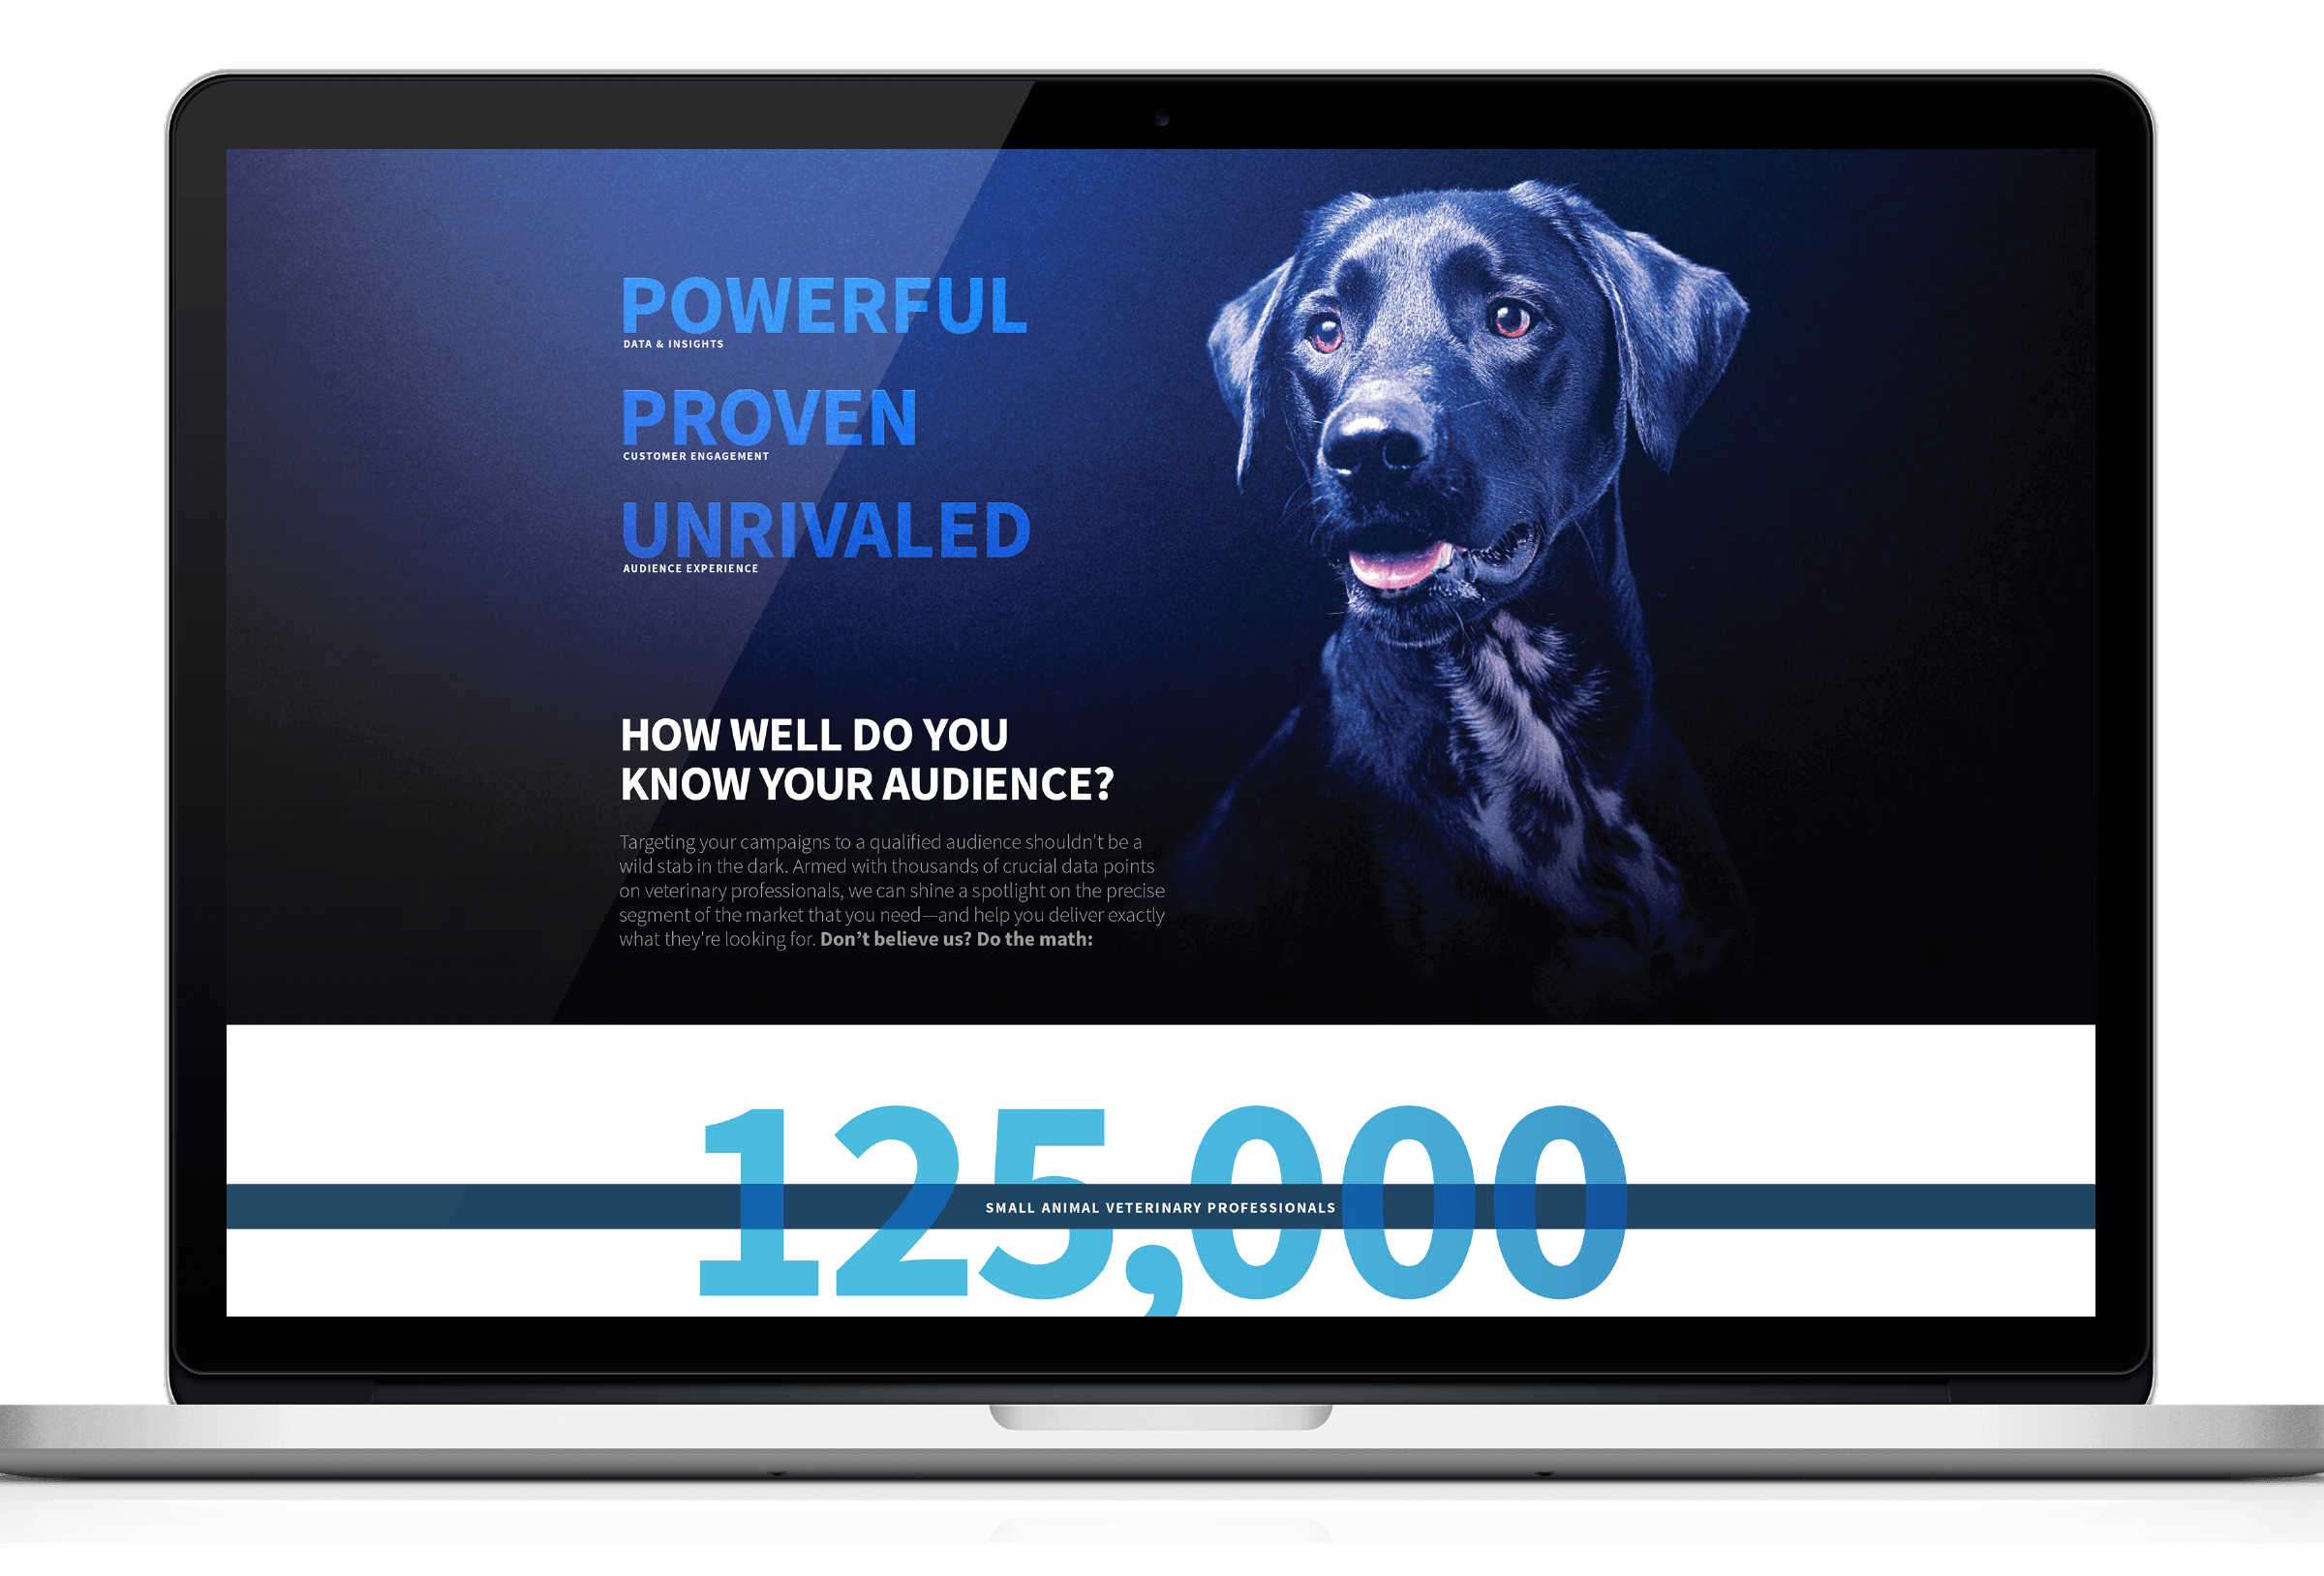 POWERFUL
DATA & INSIGHTS
PROVEN
CUSTOMER ENGAGEMENT
UNRIVALED
AUDIENCE EXPERIENCE
HOW WELL DO YOU
KNOW YOUR AUDIENCE?
Targeting your campaigns to a qualified audience shouldn't be a
wild stab in the dark. Armed with thousands of crucial data points
on veterinary professionals, we can shine a spotlight on the precise
segment of the market that you need—and help you deliver exactly
what they're looking for. Don’t believe us? Do the math:
125,000
SMALL ANIMAL VETERINARY PROFESSIONALS